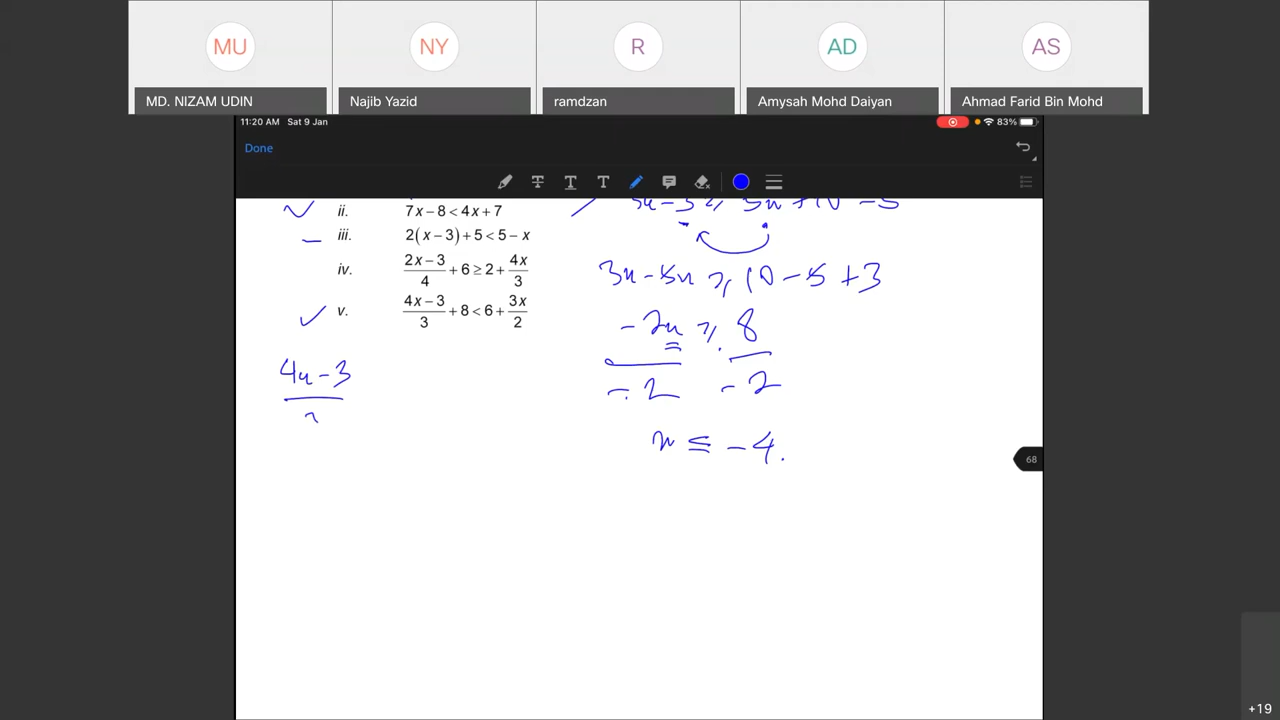 MU NY R AD AS
MD. NIZAM UDIN Najib Yazid ramdzan Amysah Mohd Daiyan Ahmad Farid Bin Mohd
11:20 AM Sat 9 Jan 83%
Done
T T T
ii. 7x−8<4x+7
iii. 2(x−3)+5<5−x
iv. (2x−3)/4+6≥2+4x/3
v. (4x−3)/3+8<6+3x/2
4x−3
3x−5x ≥ 10−5+3
−2x ≥ 8
−2 −2
x ≤ −4.
68
+19